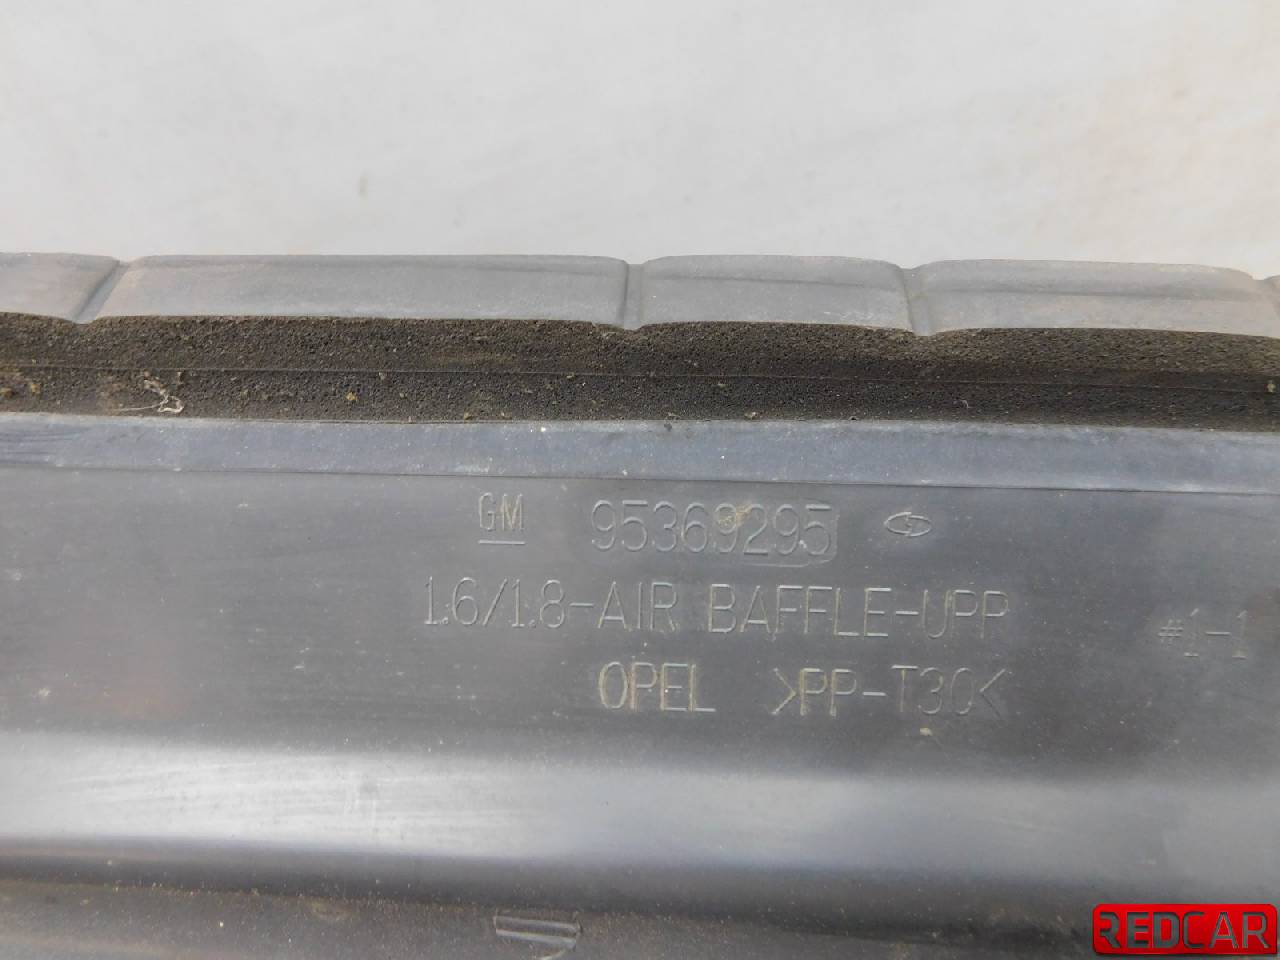 GM 95369295
1.6/1.8-AIR BAFFLE-UPP
#1-1
OPEL >PP-T30<
REDCAR